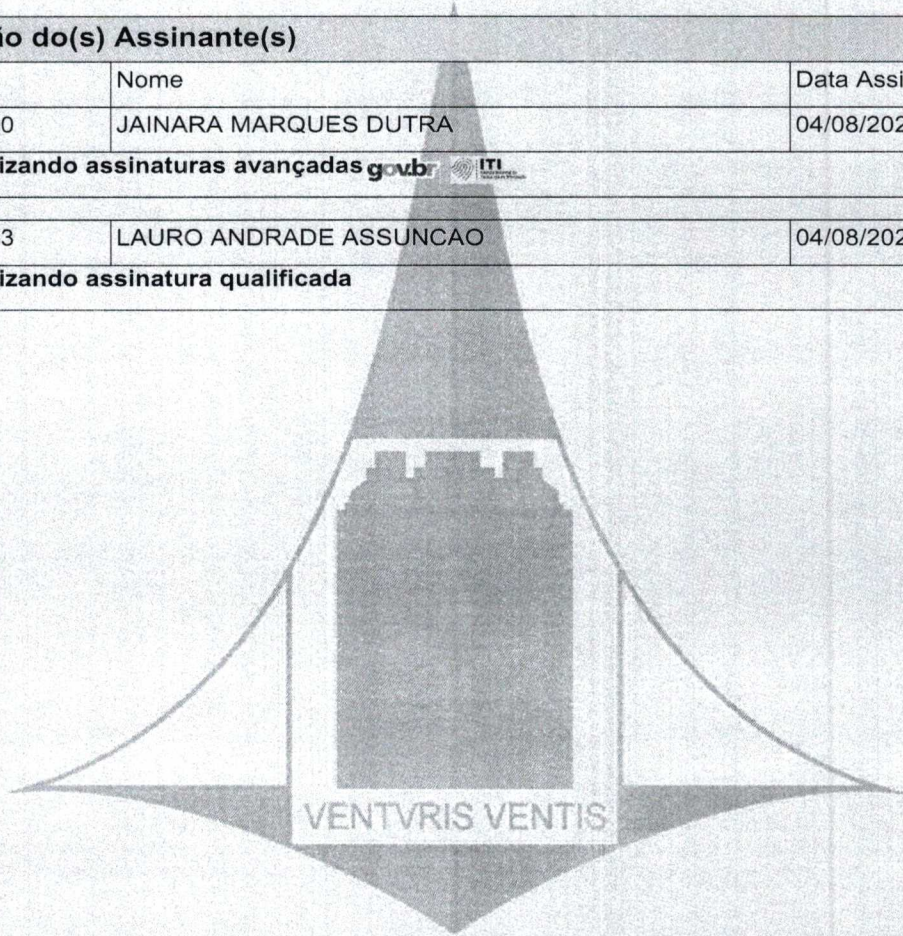 ão do(s) Assinante(s)
Nome Data Assi
0 JAINARA MARQUES DUTRA 04/08/202
izando assinaturas avançadas gov.br ITI
3 LAURO ANDRADE ASSUNCAO 04/08/202
izando assinatura qualificada
VENTVRIS VENTIS